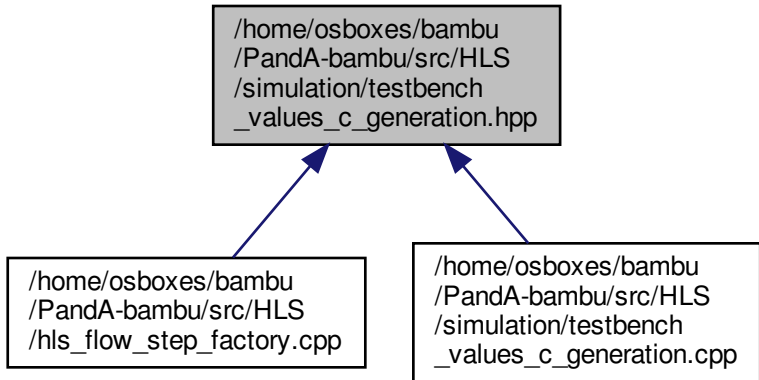 /home/osboxes/bambu
/PandA-bambu/src/HLS
/simulation/testbench
_values_c_generation.hpp
/home/osboxes/bambu
/PandA-bambu/src/HLS
/hls_flow_step_factory.cpp
/home/osboxes/bambu
/PandA-bambu/src/HLS
/simulation/testbench
_values_c_generation.cpp